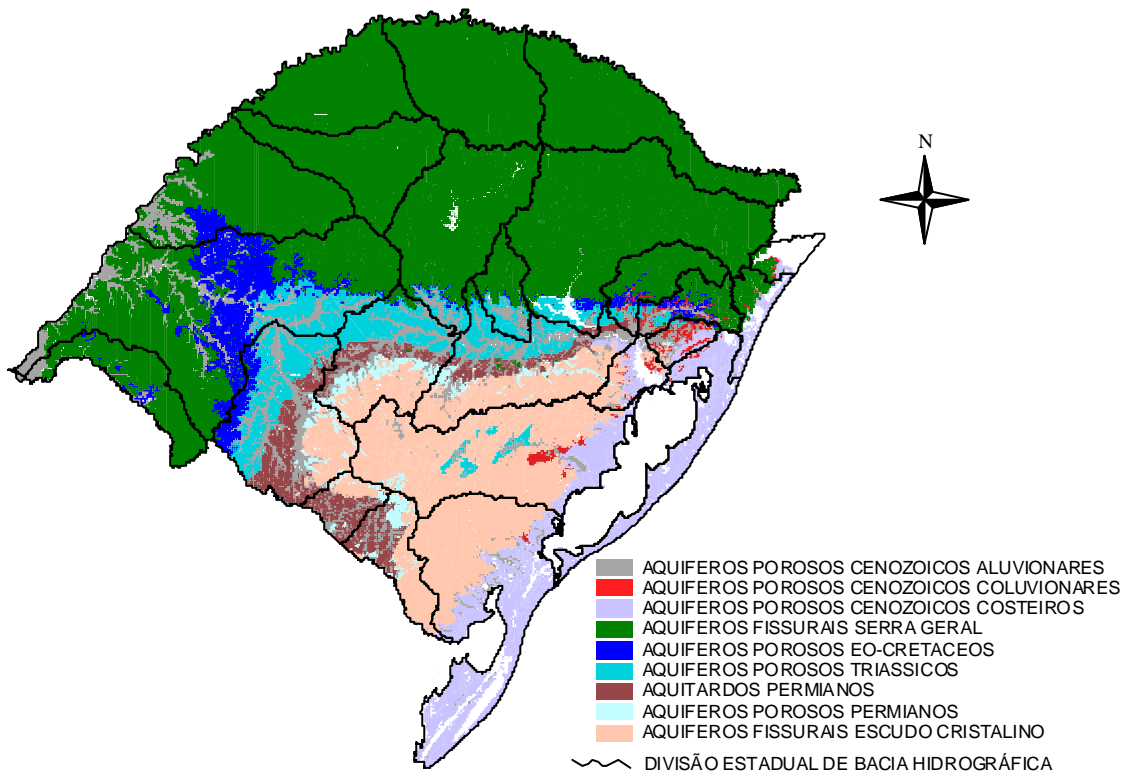 N
AQUIFEROS POROSOS CENOZOICOS ALUVIONARES
AQUIFEROS POROSOS CENOZOICOS COLUVIONARES
AQUIFEROS POROSOS CENOZOICOS COSTEIROS
AQUIFEROS FISSURAIS SERRA GERAL
AQUIFEROS POROSOS EO-CRETACEOS
AQUIFEROS POROSOS TRIASSICOS
AQUITARDOS PERMIANOS
AQUIFEROS POROSOS PERMIANOS
AQUIFEROS FISSURAIS ESCUDO CRISTALINO
DIVISÃO ESTADUAL DE BACIA HIDROGRÁFICA